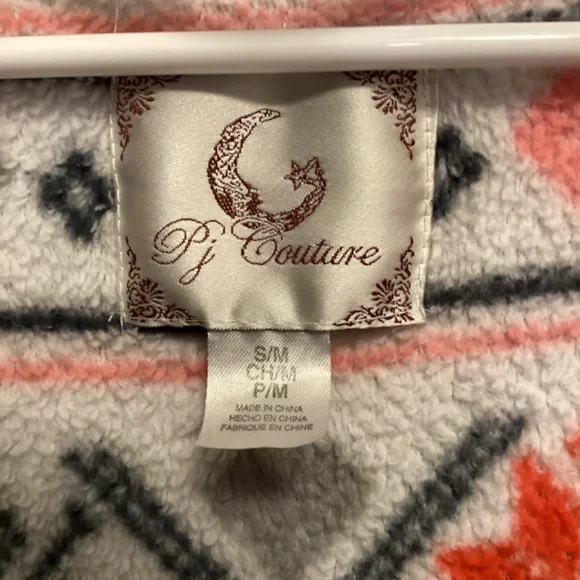 Pj Couture
S/M
CH/M
P/M
MADE IN CHINA
HECHO EN CHINA
FABRIQUE EN CHINE